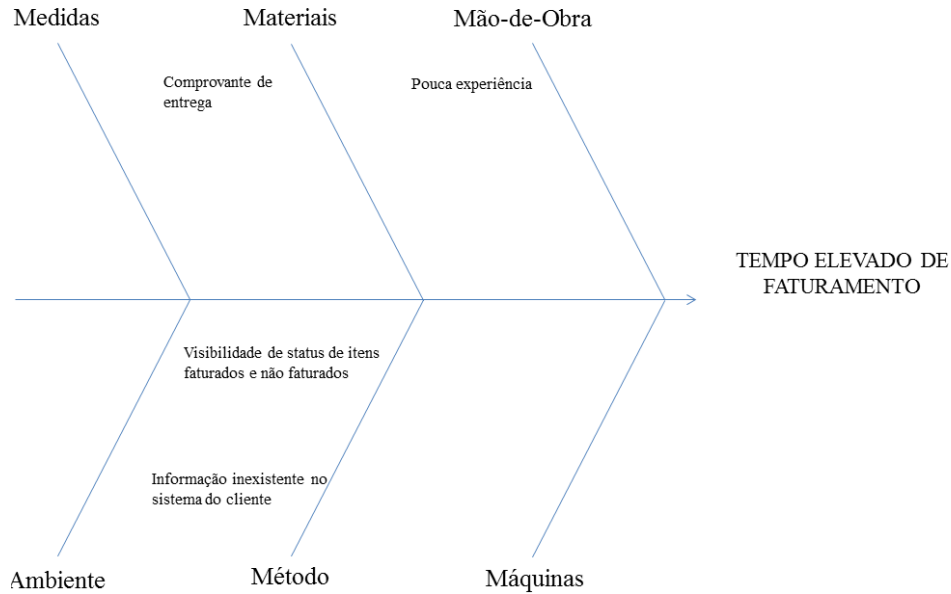 Medidas
Materiais
Mão-de-Obra
Comprovante de
entrega
Pouca experiência
TEMPO ELEVADO DE
FATURAMENTO
Visibilidade de status de itens
faturados e não faturados
Informação inexistente no
sistema do cliente
Ambiente
Método
Máquinas